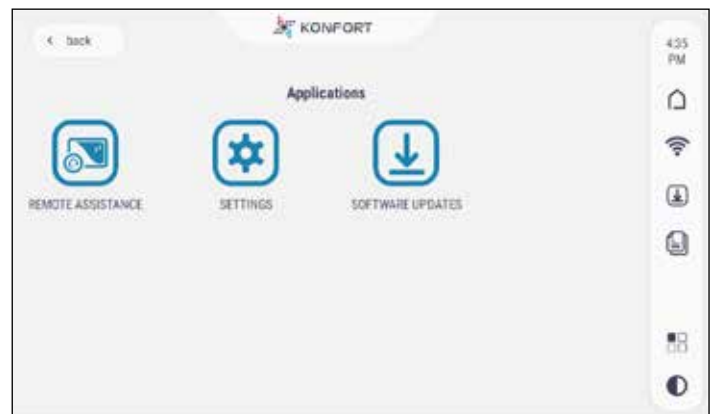 back
KONFORT
4:35
PM
Applications
REMOTE ASSISTANCE
SETTINGS
SOFTWARE UPDATES